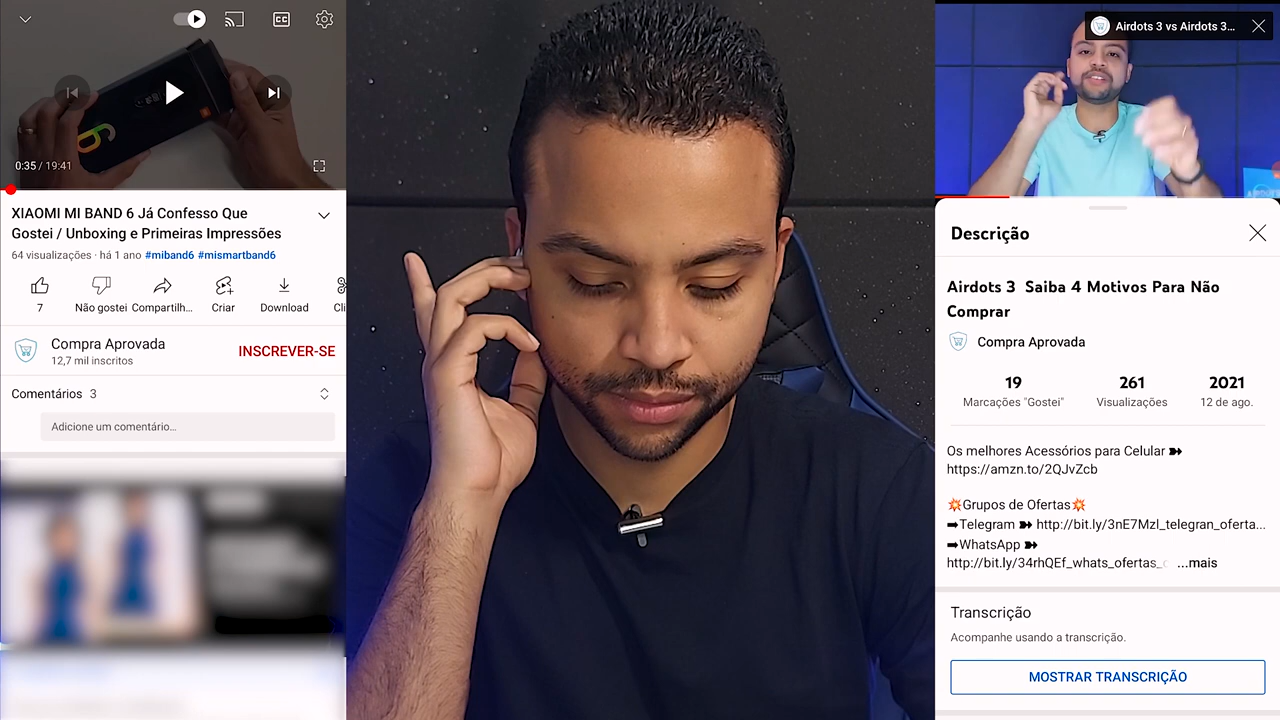 0:35 / 19:41
XIAOMI MI BAND 6 Já Confesso Que
Gostei / Unboxing e Primeiras Impressões
64 visualizações · há 1 ano #miband6 #mismartband6
7
Não gostei
Compartilh...
Criar
Download
Cli
Compra Aprovada
12,7 mil inscritos
INSCREVER-SE
Comentários 3
Adicione um comentário...
CC
6
Airdots 3 vs Airdots 3...
Descrição
Airdots 3 Saiba 4 Motivos Para Não
Comprar
Compra Aprovada
19
261
2021
Marcações "Gostei"
Visualizações
12 de ago.
Os melhores Acessórios para Celular ➽
https://amzn.to/2QJvZcb
💥Grupos de Ofertas💥
➡Telegram ➽ http://bit.ly/3nE7Mzl_telegran_oferta...
➡WhatsApp ➽
http://bit.ly/34rhQEf_whats_ofertas_ ...mais
Transcrição
Acompanhe usando a transcrição.
MOSTRAR TRANSCRIÇÃO